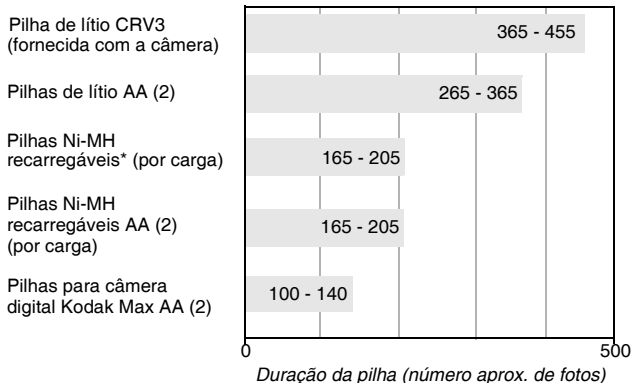 Pilha de lítio CRV3
(fornecida com a câmera)
365 - 455
Pilhas de lítio AA (2)
265 - 365
Pilhas Ni-MH
recarregáveis* (por carga)
165 - 205
Pilhas Ni-MH
recarregáveis AA (2)
(por carga)
165 - 205
Pilhas para câmera
digital Kodak Max AA (2)
100 - 140
0
500
Duração da pilha (número aprox. de fotos)